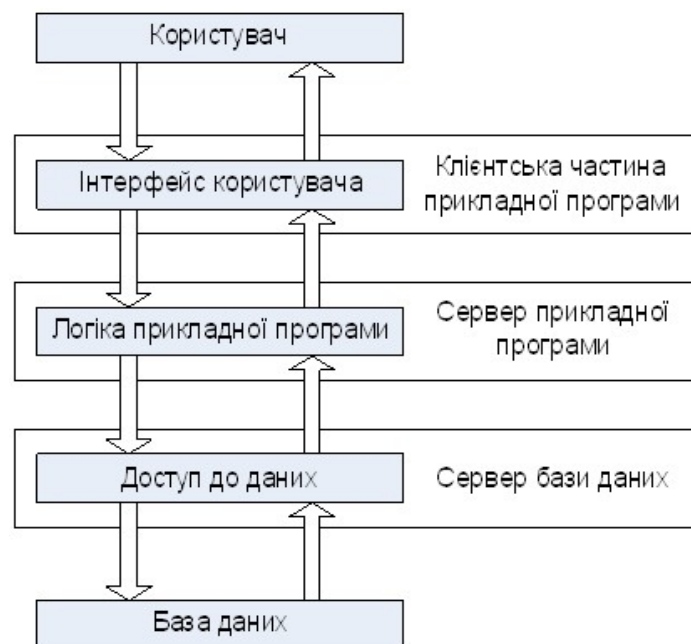 Користувач
Інтерфейс користувача
Клієнтська частина
прикладної програми
Логіка прикладної програми
Сервер прикладної
програми
Доступ до даних
Сервер бази даних
База даних